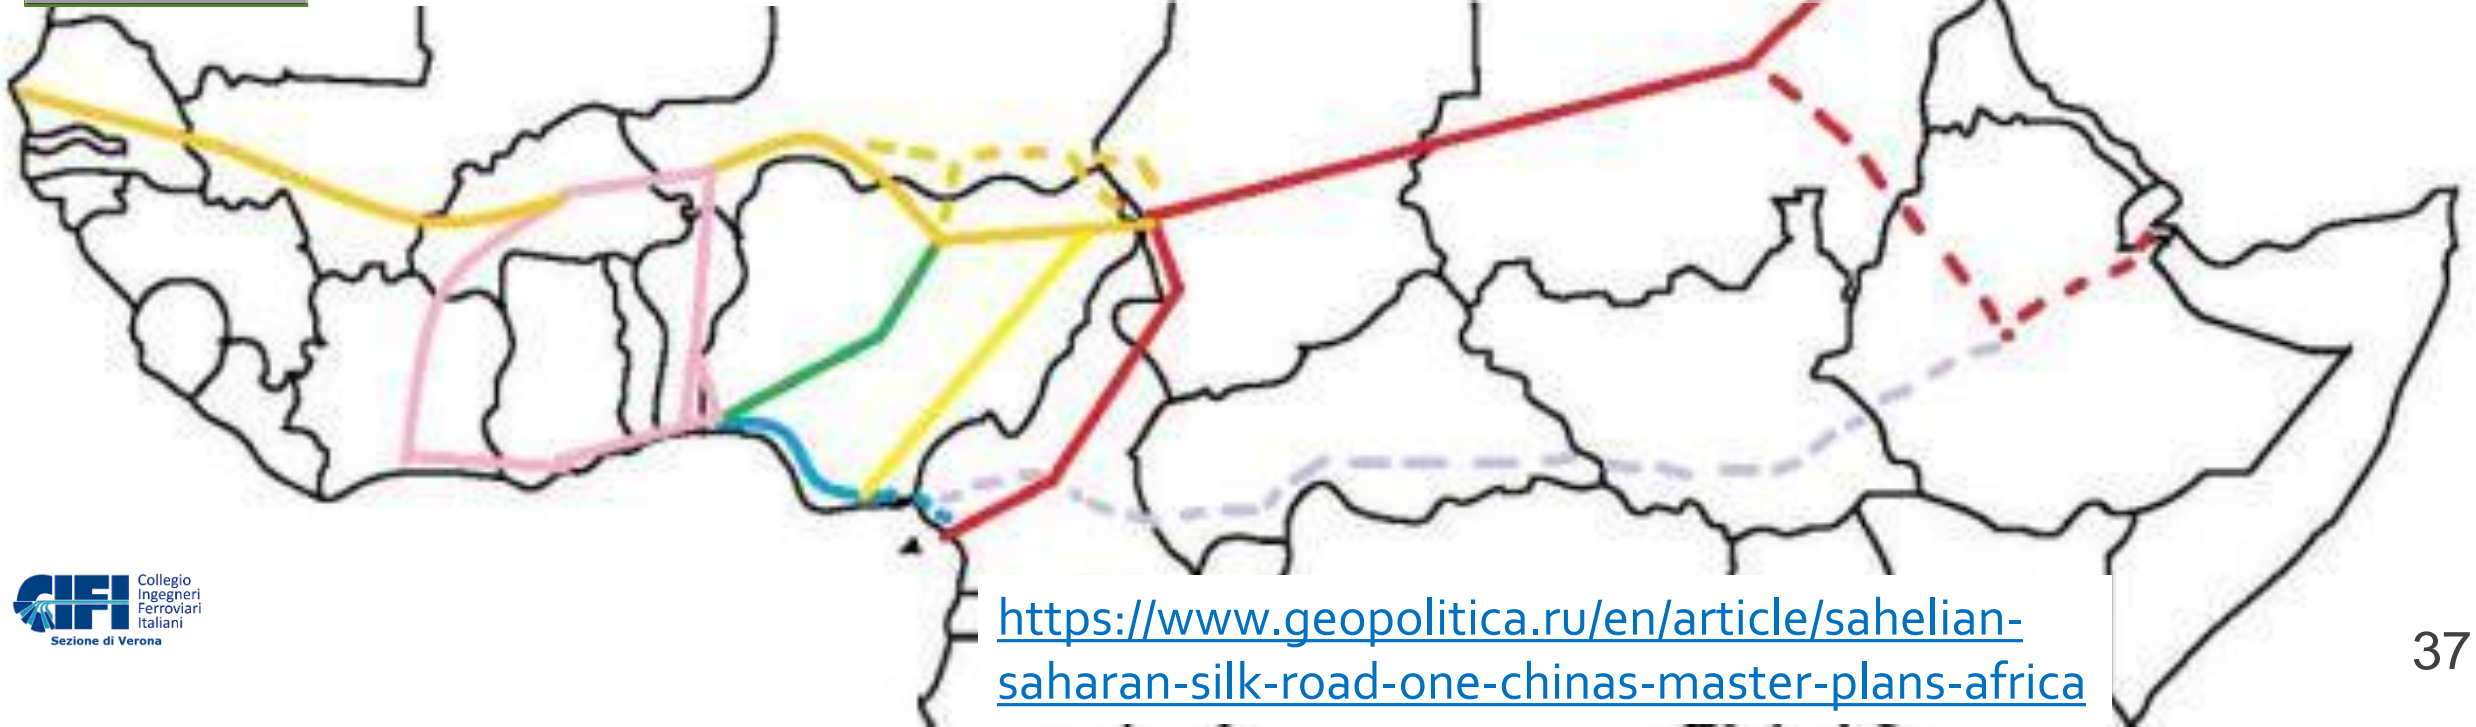 Collegio
Ingegneri
Ferroviari
Italiani
CIFI
Sezione di Verona
https://www.geopolitica.ru/en/article/sahelian-
saharan-silk-road-one-chinas-master-plans-africa
37